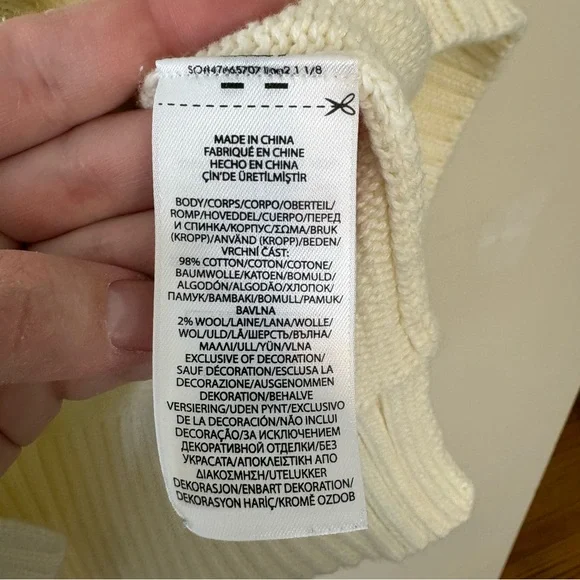 MADE IN CHINA
FABRIQUÉ EN CHINE
HECHO EN CHINA
ÇİN'DE ÜRETİLMİŞTİR
BODY/CORPS/CORPO/OBERTEIL/
ROMP/HOVEDDEL/CUERPO/ПЕРЕД
И СПИНКА/КОРПУС/ΣΩΜΑ/BRUK
(KROPP)/ANVÄND (KROPP)/BEDEN/
VRCHNÍ ČÁST:
98% COTTON/COTON/COTONE/
BAUMWOLLE/KATOEN/BOMULD/
ALGODÓN/ALGODÃO/ХЛОПОК/
ПАМУК/ΒΑΜΒΑΚΙ/BOMULL/PAMUK/
BAVLNA
2% WOOL/LAINE/LANA/WOLLE/
WOL/ULD/LÃ/ШЕРСТЬ/ВЪЛНА/
ΜΑΛΛΙ/ULL/YÜN/VLNA
EXCLUSIVE OF DECORATION/
SAUF DÉCORATION/ESCLUSA LA
DECORAZIONE/AUSGENOMMEN
DEKORATION/BEHALVE
VERSIERING/UDEN PYNT/EXCLUSIVO
DE LA DECORACIÓN/NÃO INCLUI
DECORAÇÃO/ЗА ИСКЛЮЧЕНИЕМ
ДЕКОРАТИВНОЙ ОТДЕЛКИ/БЕЗ
УКРАСАТА/ΑΠΟΚΛΕΙΣΤΙΚΗ ΑΠΟ
ΔΙΑΚΟΣΜΗΣΗ/UTELUKKER
DEKORASJON/ENBART DEKORATION/
DEKORASYON HARİÇ/KROMĚ OZDOB